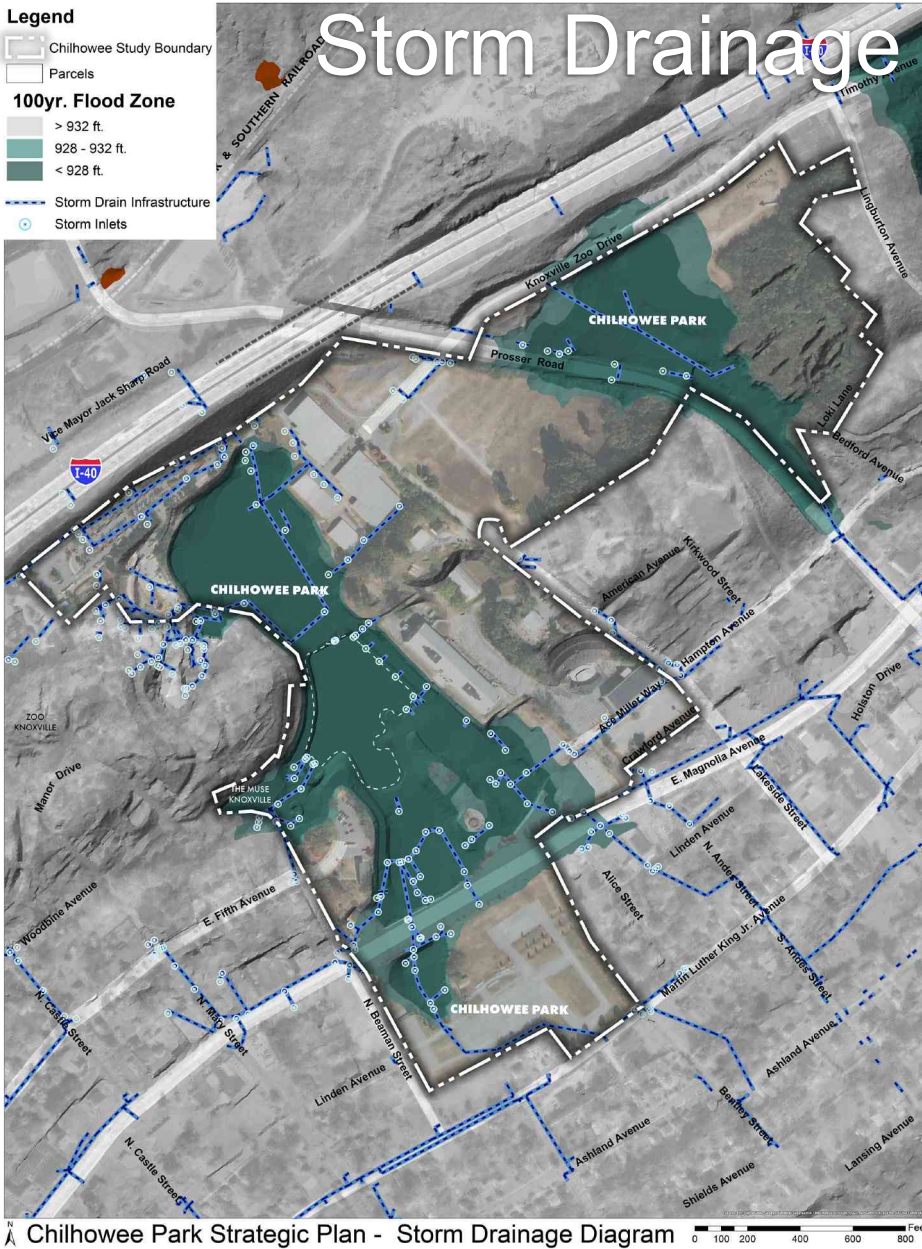 Storm Drainage
Legend
Chilhowee Study Boundary
Parcels
100yr. Flood Zone
> 932 ft.
928 - 932 ft.
< 928 ft.
Storm Drain Infrastructure
Storm Inlets
K & SOUTHERN RAILROAD
I-40
Timothy Avenue
Lingburton Avenue
Knoxville Zoo Drive
CHILHOWEE PARK
Prosser Road
Vice Mayor Jack Sharp Road
Loki Lane
Bedford Avenue
I-40
CHILHOWEE PARK
American Avenue
Kirkwood Street
Hampton Avenue
Holston Drive
Ace Miller Way
Crawford Avenue
E. Magnolia Avenue
ZOO
KNOXVILLE
Manor Drive
THE MUSE
KNOXVILLE
Lakeside Street
Linden Avenue
N. Andes Street
Alice Street
Woodbine Avenue
E. Fifth Avenue
Martin Luther King Jr. Avenue
S. Andes Street
N. Castle Street
N. Mary Street
N. Beaman Street
CHILHOWEE PARK
Linden Avenue
Ashland Avenue
Bentley Street
N. Castle Street
Ashland Avenue
Shields Avenue
Lansing Avenue
N
Chilhowee Park Strategic Plan - Storm Drainage Diagram
0 100 200 400 600 800
Fee